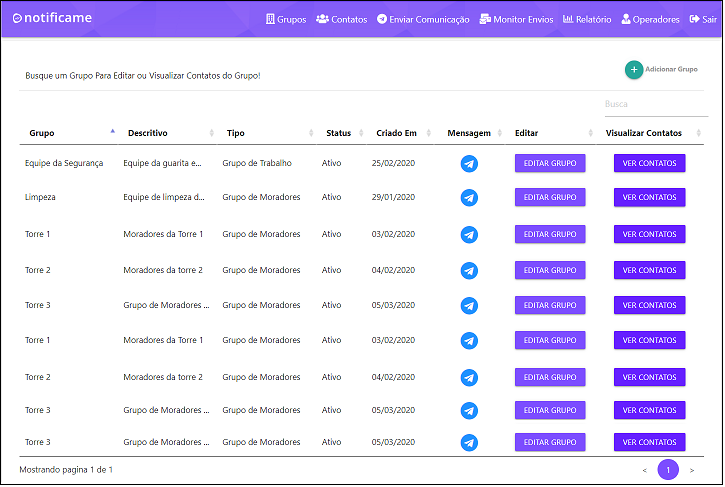 notificame Grupos Contatos Enviar Comunicação Monitor Envios Relatório Operadores Sair
Busque um Grupo Para Editar ou Visualizar Contatos do Grupo! + Adicionar Grupo
Busca
Grupo Descritivo Tipo Status Criado Em Mensagem Editar Visualizar Contatos
Equipe da Segurança Equipe da guarita e... Grupo de Trabalho Ativo 25/02/2020 EDITAR GRUPO VER CONTATOS
Limpeza Equipe de limpeza d... Grupo de Moradores Ativo 29/01/2020 EDITAR GRUPO VER CONTATOS
Torre 1 Moradores da Torre 1 Grupo de Moradores Ativo 03/02/2020 EDITAR GRUPO VER CONTATOS
Torre 2 Moradores da torre 2 Grupo de Moradores Ativo 04/02/2020 EDITAR GRUPO VER CONTATOS
Torre 3 Grupo de Moradores ... Grupo de Moradores Ativo 05/03/2020 EDITAR GRUPO VER CONTATOS
Torre 1 Moradores da Torre 1 Grupo de Moradores Ativo 03/02/2020 EDITAR GRUPO VER CONTATOS
Torre 2 Moradores da torre 2 Grupo de Moradores Ativo 04/02/2020 EDITAR GRUPO VER CONTATOS
Torre 3 Grupo de Moradores ... Grupo de Moradores Ativo 05/03/2020 EDITAR GRUPO VER CONTATOS
Torre 3 Grupo de Moradores ... Grupo de Moradores Ativo 05/03/2020 EDITAR GRUPO VER CONTATOS
Mostrando pagina 1 de 1 < 1 >